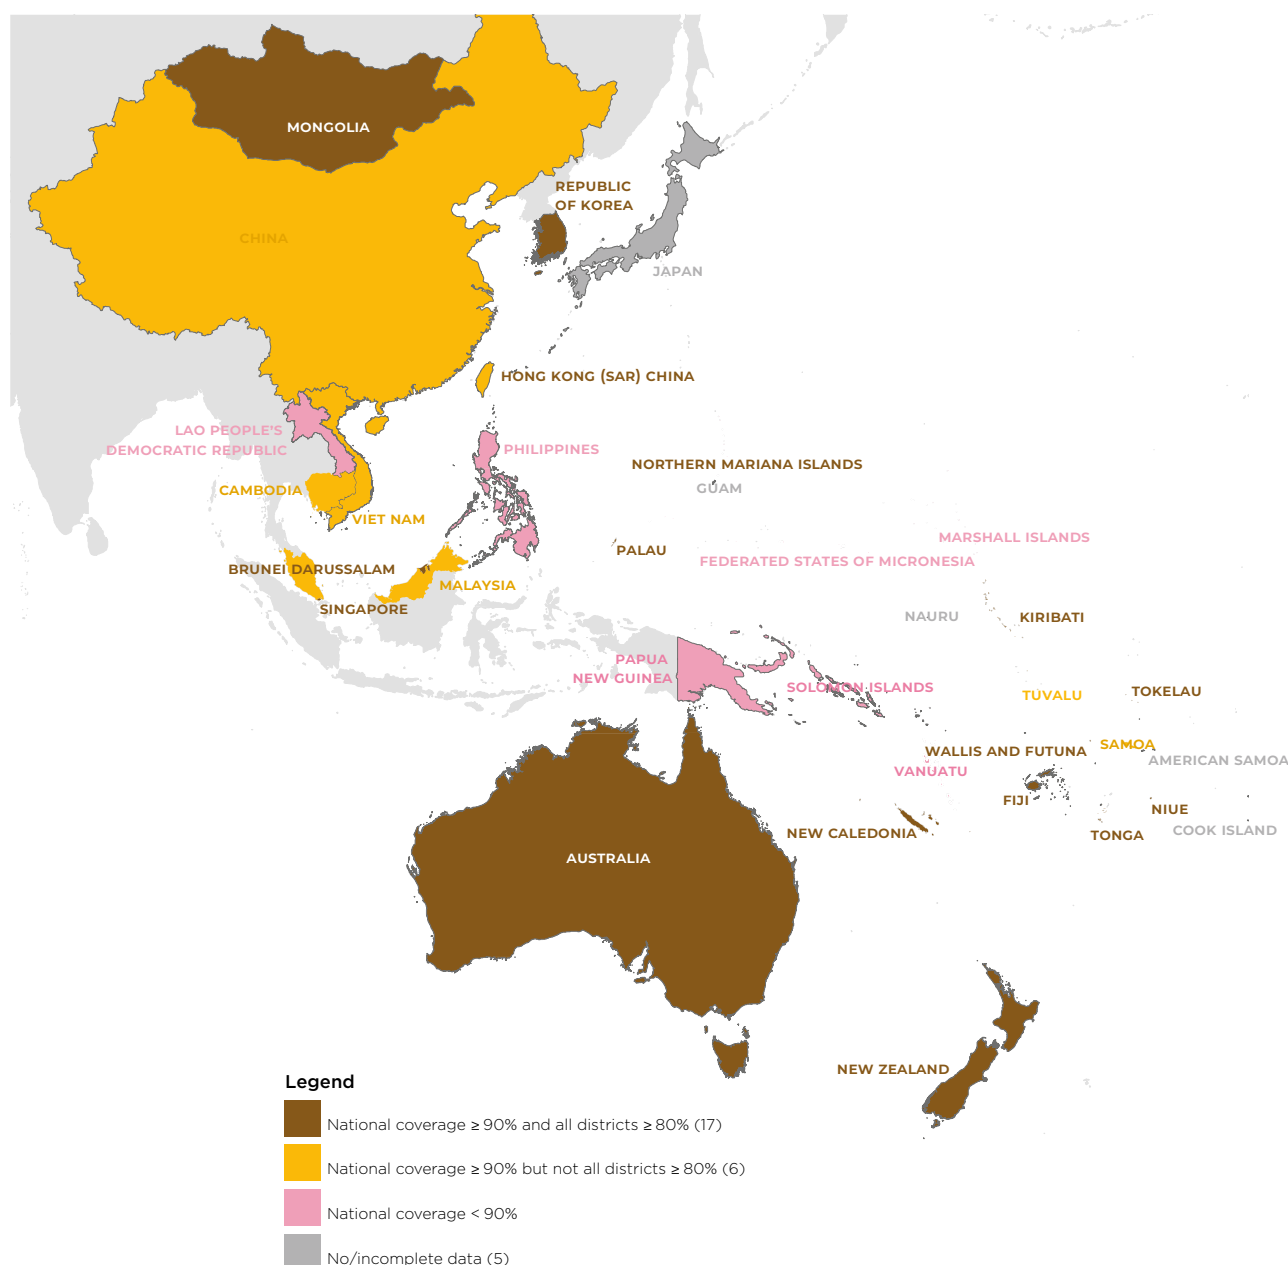 MONGOLIA
REPUBLIC
OF KOREA
CHINA
JAPAN
HONG KONG (SAR) CHINA
LAO PEOPLE'S
DEMOCRATIC REPUBLIC
PHILIPPINES
NORTHERN MARIANA ISLANDS
GUAM
CAMBODIA
VIET NAM
MARSHALL ISLANDS
PALAU
FEDERATED STATES OF MICRONESIA
BRUNEI DARUSSALAM
MALAYSIA
SINGAPORE
NAURU
KIRIBATI
PAPUA
NEW GUINEA
SOLOMON ISLANDS
TUVALU
TOKELAU
WALLIS AND FUTUNA
SAMOA
AMERICAN SAMOA
VANUATU
FIJI
NIUE
NEW CALEDONIA
TONGA
COOK ISLAND
AUSTRALIA
NEW ZEALAND
Legend
National coverage ≥ 90% and all districts ≥ 80% (17)
National coverage ≥ 90% but not all districts ≥ 80% (6)
National coverage < 90%
No/incomplete data (5)